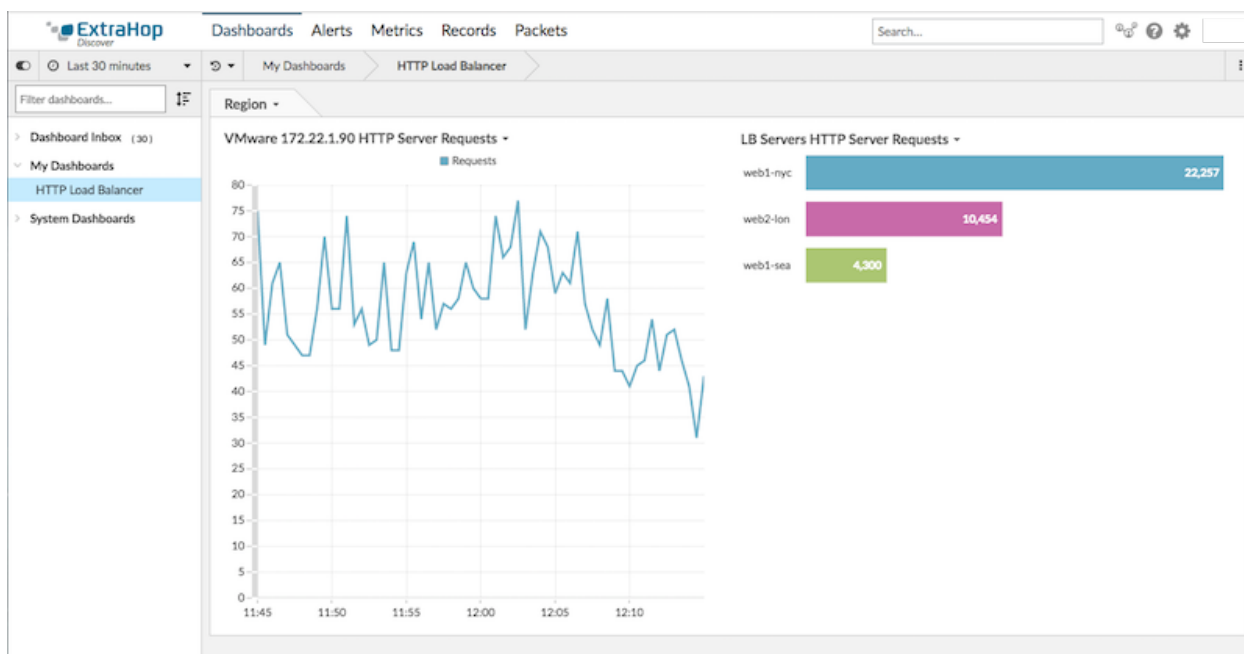 ExtraHop
Discover
Dashboards Alerts Metrics Records Packets
Search...
Last 30 minutes
My Dashboards
HTTP Load Balancer
Filter dashboards...
Dashboard Inbox (30)
My Dashboards
HTTP Load Balancer
System Dashboards
Region
VMware 172.22.1.90 HTTP Server Requests
Requests
80
75
70
65
60
55
50
45
40
35
30
25
20
15
10
5
0
11:45 11:50 11:55 12:00 12:05 12:10
LB Servers HTTP Server Requests
web1-nyc 22,257
web2-lon 10,454
web1-sea 4,300